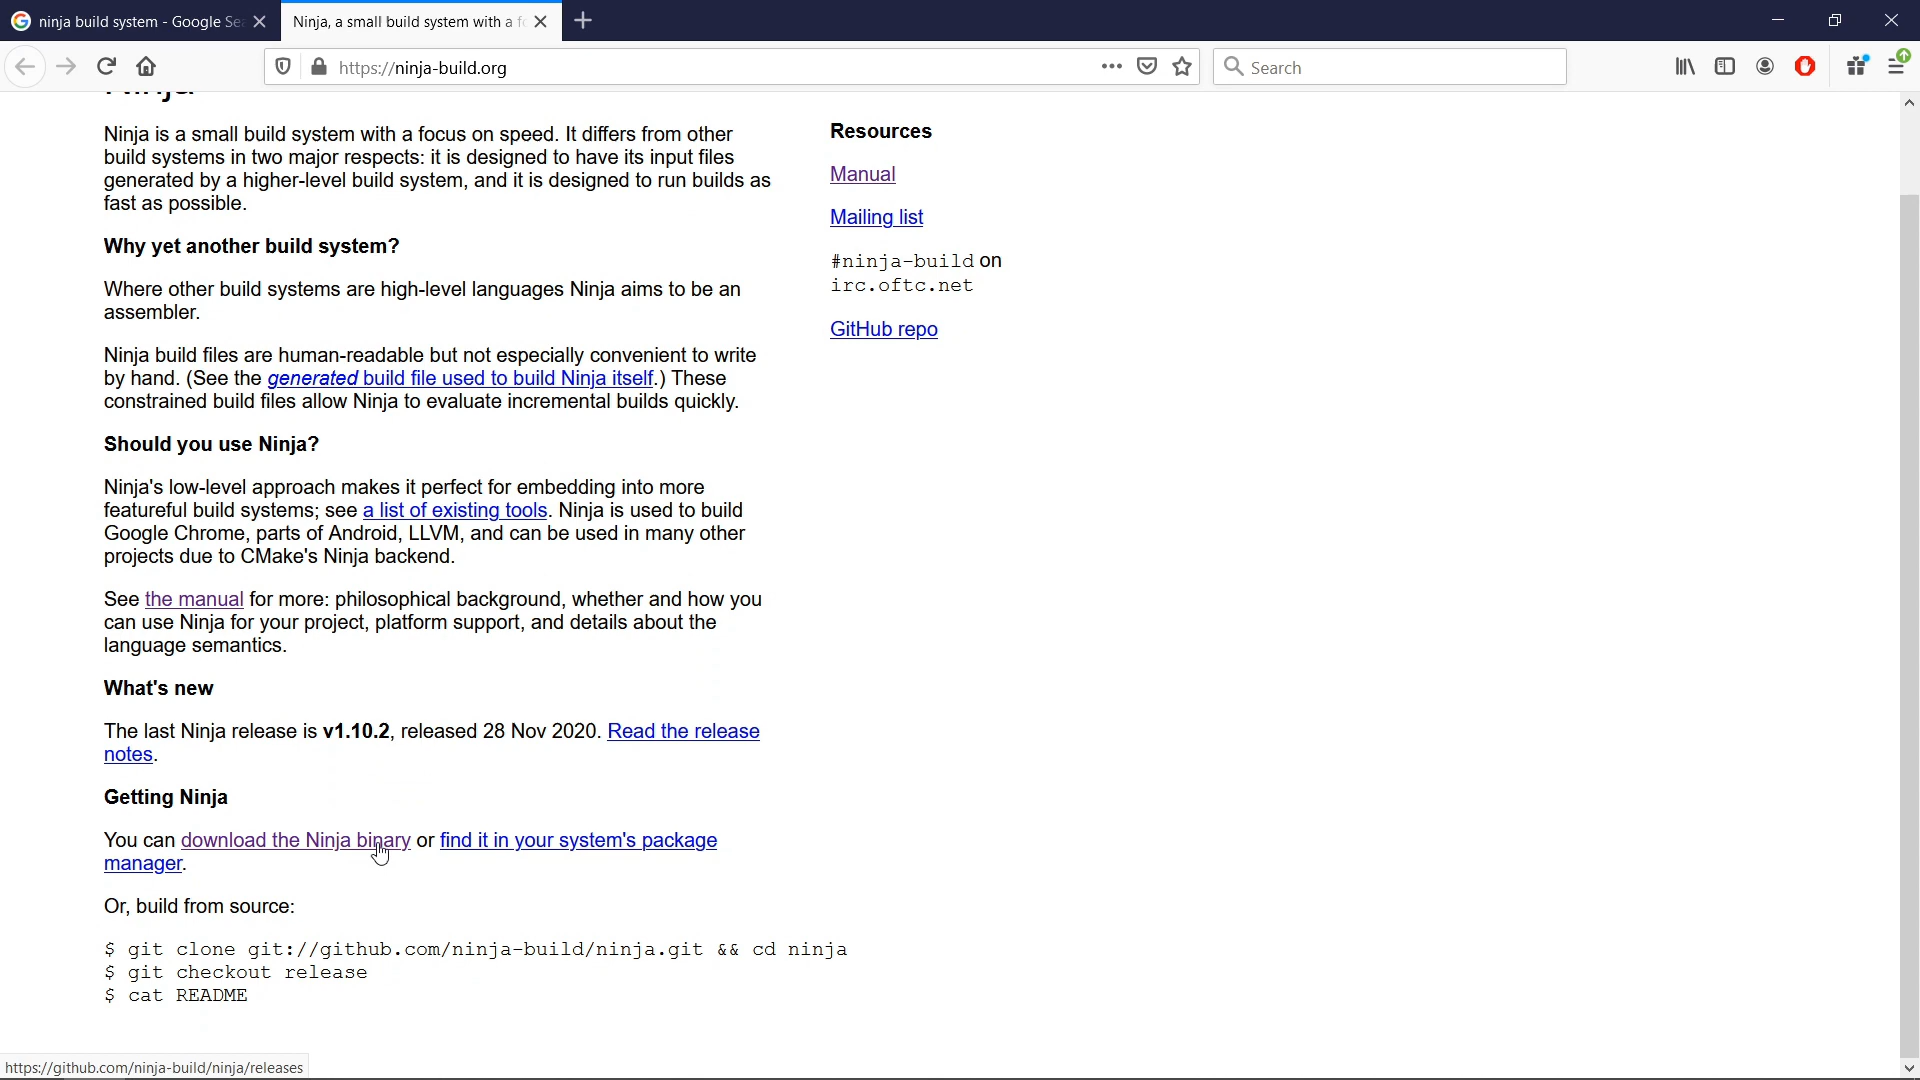 ninja build system - Google Se
Ninja, a small build system with a f
https://ninja-build.org
Search
Ninja is a small build system with a focus on speed. It differs from other
build systems in two major respects: it is designed to have its input files
generated by a higher-level build system, and it is designed to run builds as
fast as possible.
Why yet another build system?
Where other build systems are high-level languages Ninja aims to be an
assembler.
Ninja build files are human-readable but not especially convenient to write
by hand. (See the generated build file used to build Ninja itself.) These
constrained build files allow Ninja to evaluate incremental builds quickly.
Should you use Ninja?
Ninja's low-level approach makes it perfect for embedding into more
featureful build systems; see a list of existing tools. Ninja is used to build
Google Chrome, parts of Android, LLVM, and can be used in many other
projects due to CMake's Ninja backend.
See the manual for more: philosophical background, whether and how you
can use Ninja for your project, platform support, and details about the
language semantics.
What's new
The last Ninja release is v1.10.2, released 28 Nov 2020. Read the release
notes.
Getting Ninja
You can download the Ninja binary or find it in your system's package
manager.
Or, build from source:
$ git clone git://github.com/ninja-build/ninja.git && cd ninja
$ git checkout release
$ cat README
Resources
Manual
Mailing list
#ninja-build on
irc.oftc.net
GitHub repo
https://github.com/ninja-build/ninja/releases